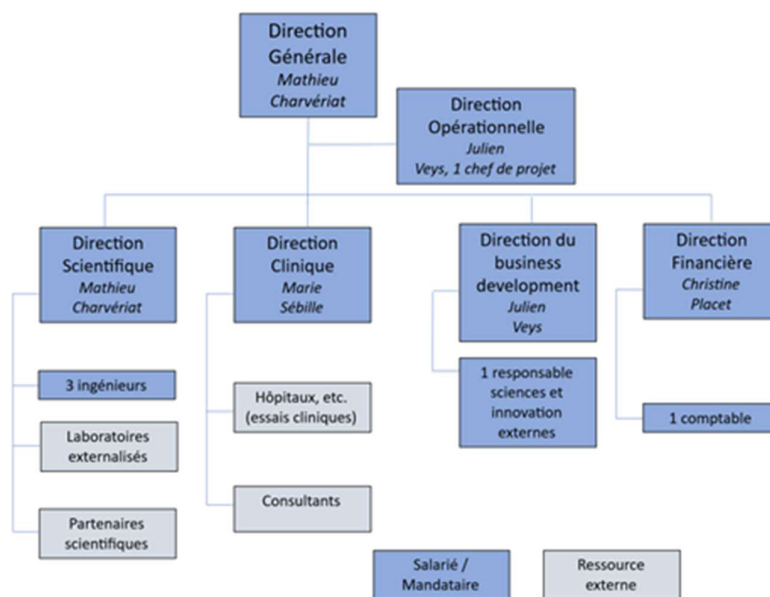 Direction
Générale
Mathieu
Charvériat
Direction
Opérationnelle
Julien
Veys, 1 chef de projet
Direction
Scientifique
Mathieu
Charvériat
Direction
Clinique
Marie
Sébille
Direction du
business
development
Julien
Veys
Direction
Financière
Christine
Placet
3 ingénieurs
Laboratoires
externalisés
Partenaires
scientifiques
Hôpitaux, etc.
(essais cliniques)
Consultants
1 responsable
sciences et
innovation
externes
1 comptable
Salarié /
Mandataire
Ressource
externe